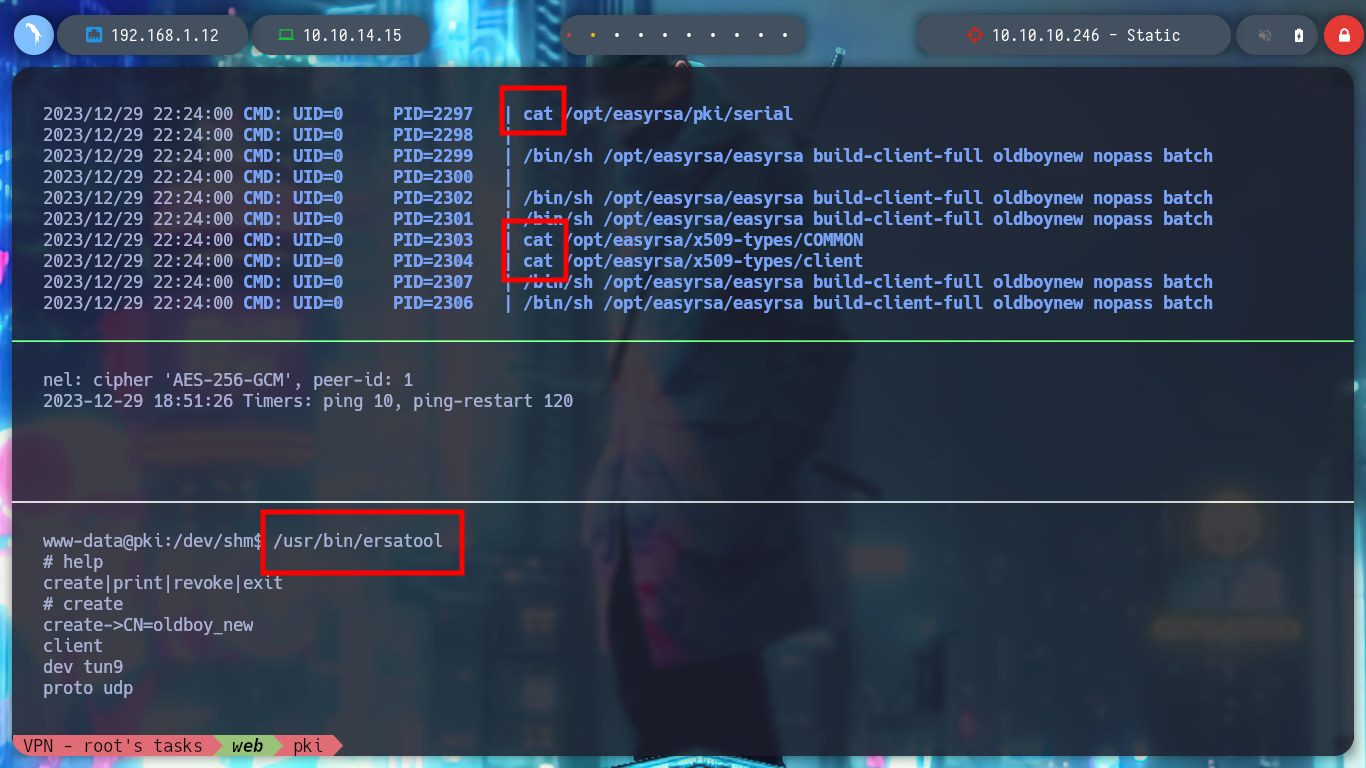 192.168.1.12
10.10.14.15
10.10.10.246 - Static
2023/12/29 22:24:00 CMD: UID=0 PID=2297 | cat /opt/easyrsa/pki/serial
2023/12/29 22:24:00 CMD: UID=0 PID=2298 |
2023/12/29 22:24:00 CMD: UID=0 PID=2299 | /bin/sh /opt/easyrsa/easyrsa build-client-full oldboynew nopass batch
2023/12/29 22:24:00 CMD: UID=0 PID=2300 |
2023/12/29 22:24:00 CMD: UID=0 PID=2302 | /bin/sh /opt/easyrsa/easyrsa build-client-full oldboynew nopass batch
2023/12/29 22:24:00 CMD: UID=0 PID=2301 | /bin/sh /opt/easyrsa/easyrsa build-client-full oldboynew nopass batch
2023/12/29 22:24:00 CMD: UID=0 PID=2303 | cat /opt/easyrsa/x509-types/COMMON
2023/12/29 22:24:00 CMD: UID=0 PID=2304 | cat /opt/easyrsa/x509-types/client
2023/12/29 22:24:00 CMD: UID=0 PID=2307 | /bin/sh /opt/easyrsa/easyrsa build-client-full oldboynew nopass batch
2023/12/29 22:24:00 CMD: UID=0 PID=2306 | /bin/sh /opt/easyrsa/easyrsa build-client-full oldboynew nopass batch
nel: cipher 'AES-256-GCM', peer-id: 1
2023-12-29 18:51:26 Timers: ping 10, ping-restart 120
www-data@pki:/dev/shm$ /usr/bin/ersatool
# help
create|print|revoke|exit
# create
create->CN=oldboy_new
client
dev tun9
proto udp
VPN - root's tasks web pki